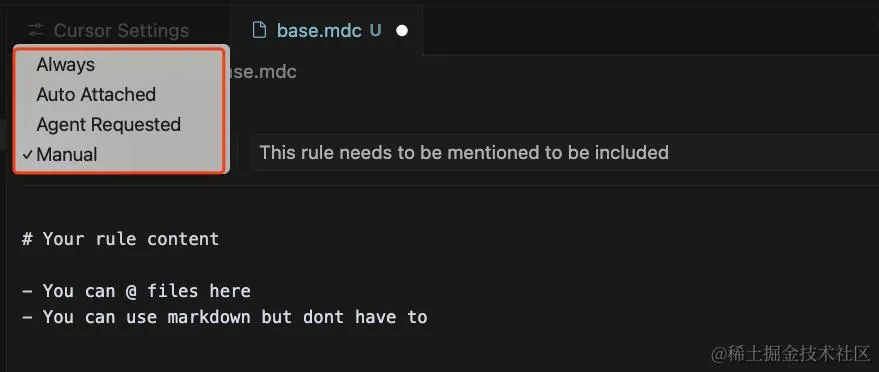 Cursor Settings
base.mdc U
Always
se.mdc
Auto Attached
Agent Requested
✓ Manual
This rule needs to be mentioned to be included
# Your rule content
- You can @ files here
- You can use markdown but dont have to
@稀土掘金技术社区